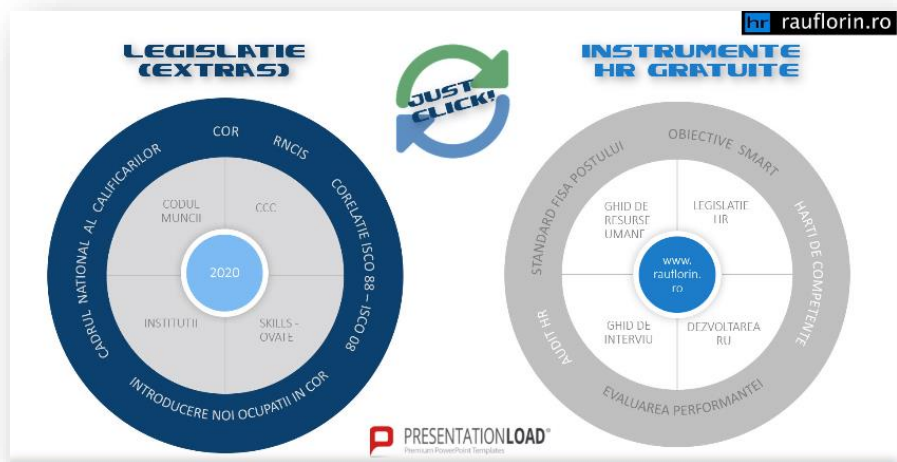 hr rauflorin.ro
LEGISLATIE
(EXTRAS)
JUST
CLICK!
INSTRUMENTE
HR GRATUITE
CADRUL NATIONAL AL CALIFICARILOR
COR
RNCIS
CORELATIE ISCO 88 – ISCO 08
INTRODUCERE NOI OCUPATII IN COR
CODUL
MUNCII
CCC
2020
INSTITUTII
SKILLS -
OVATE
STANDARD FISA POSTULUI
OBIECTIVE SMART
HARTI DE COMPETENTE
EVALUAREA PERFORMANTEI
AUDIT HR
GHID DE
RESURSE
UMANE
LEGISLATIE
HR
www.
rauflorin.
ro
GHID DE
INTERVIU
DEZVOLTAREA
RU
PRESENTATIONLOAD®
Premium PowerPoint Templates